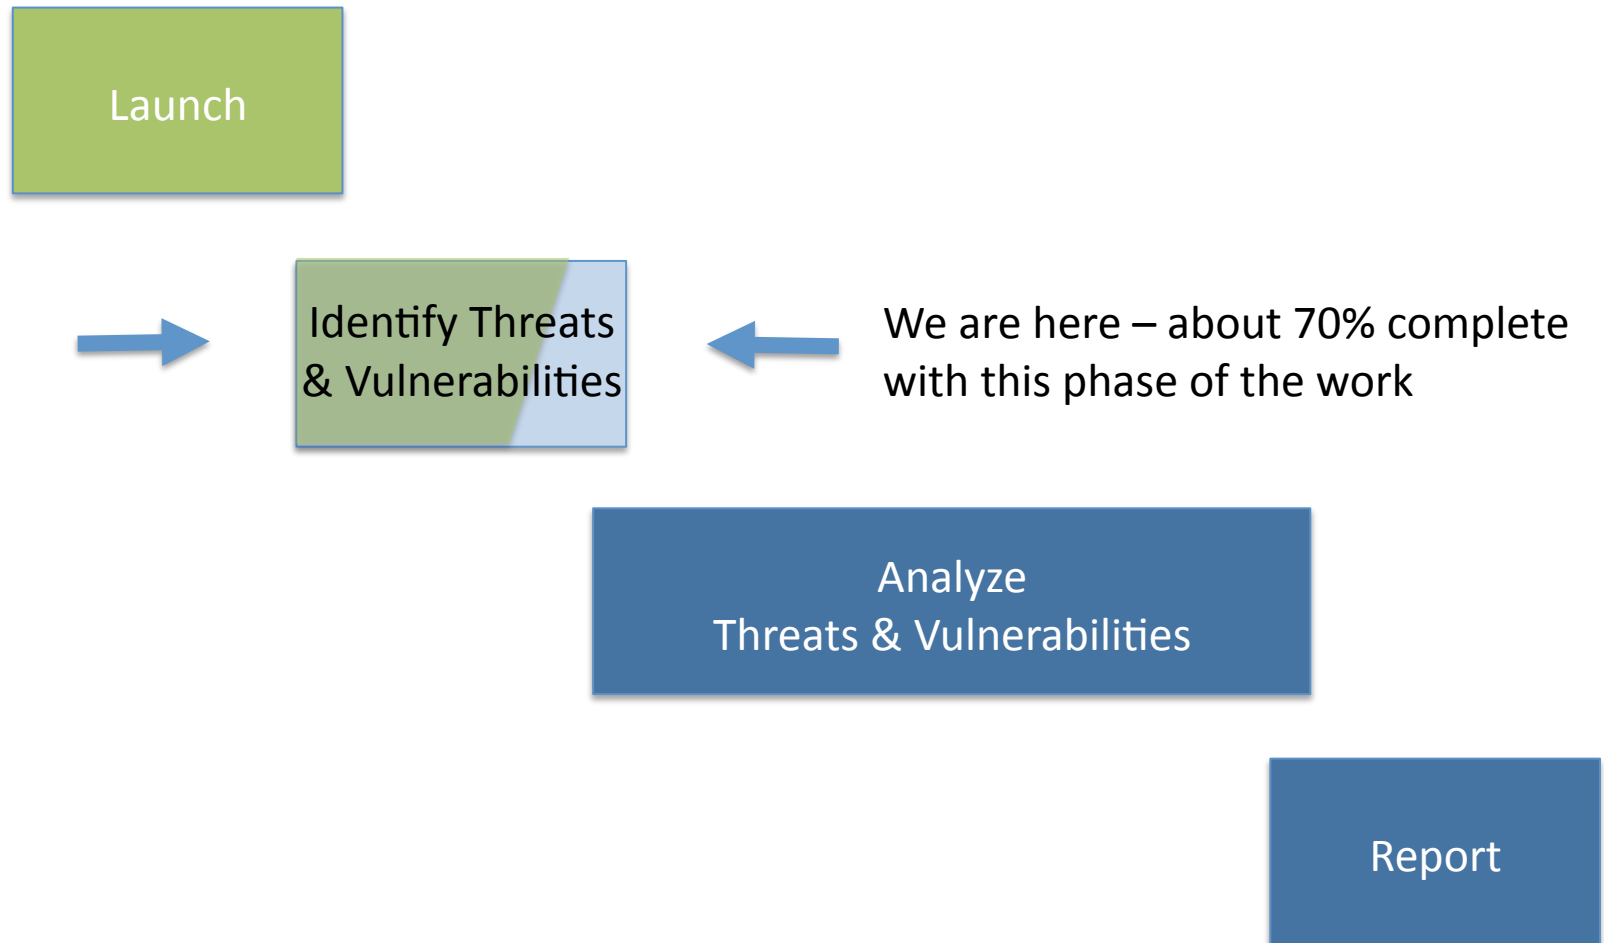 Launch
Identify Threats
& Vulnerabilities
We are here – about 70% complete
with this phase of the work
Analyze
Threats & Vulnerabilities
Report